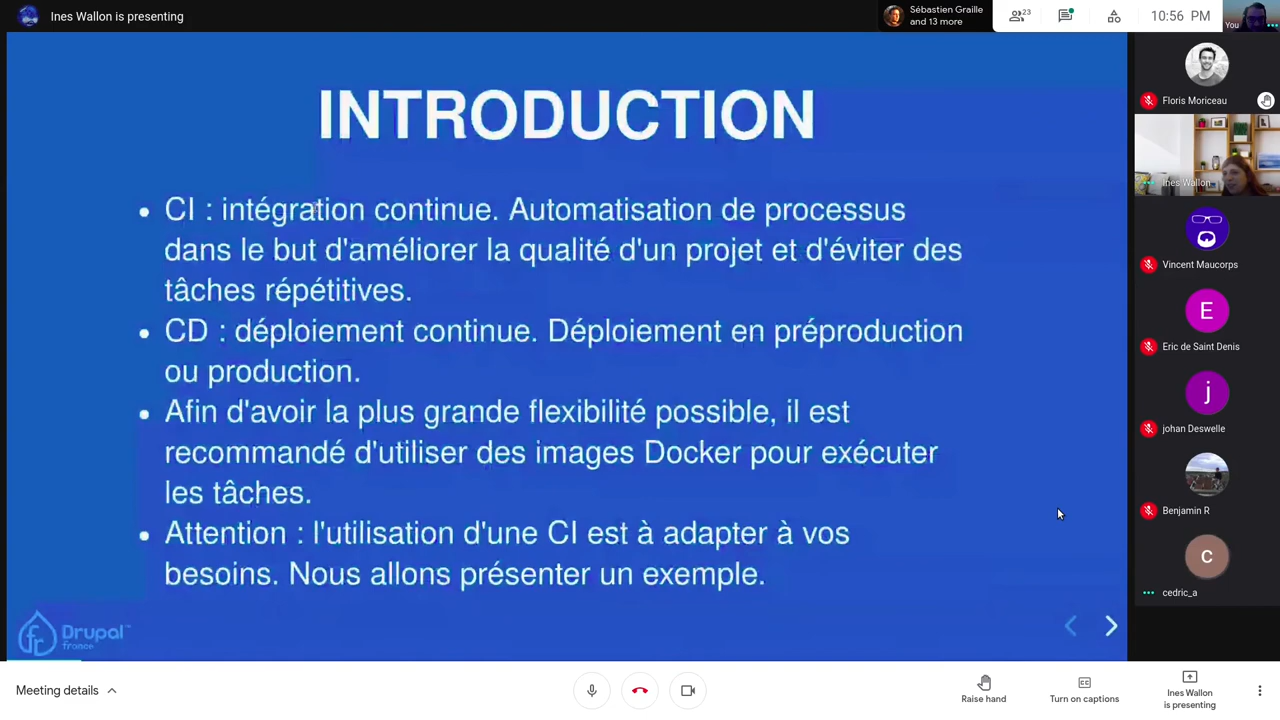 Ines Wallon is presenting
Sébastien Graille
and 13 more
23
10:56 PM
You
INTRODUCTION
CI : intégration continue. Automatisation de processus
dans le but d'améliorer la qualité d'un projet et d'éviter des
tâches répétitives.
CD : déploiement continue. Déploiement en préproduction
ou production.
Afin d'avoir la plus grande flexibilité possible, il est
recommandé d'utiliser des images Docker pour exécuter
les tâches.
Attention : l'utilisation d'une CI est à adapter à vos
besoins. Nous allons présenter un exemple.
fr Drupal™
france
Floris Moriceau
Ines Wallon
Vincent Maucorps
E
Eric de Saint Denis
j
johan Deswelle
Benjamin R
c
cedric_a
Meeting details
Raise hand
CC
Turn on captions
Ines Wallon
is presenting